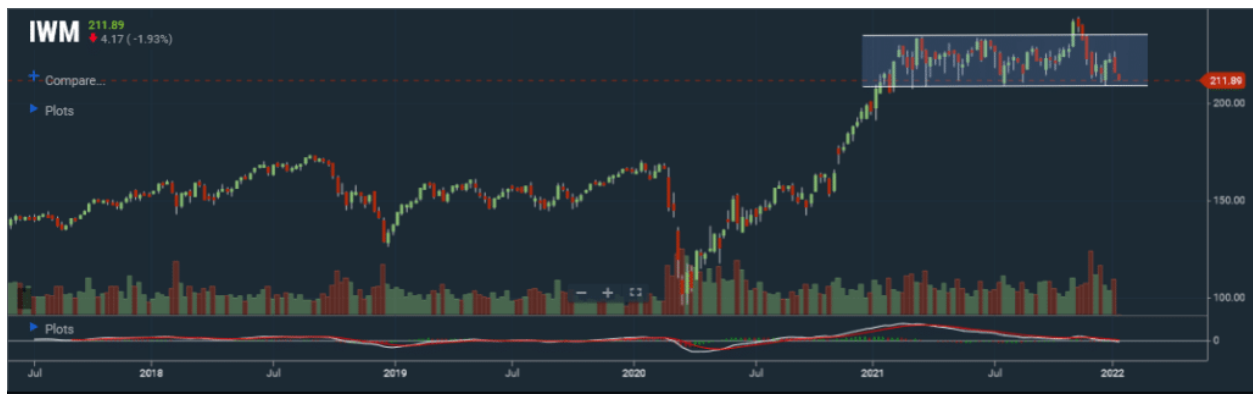 IWM 211.89
4.17 ( -1.93%)
+ Compare...
Plots
211.89
200.00
150.00
100.00
Plots
0
Jul 2018 Jul 2019 Jul 2020 Jul 2021 Jul 2022